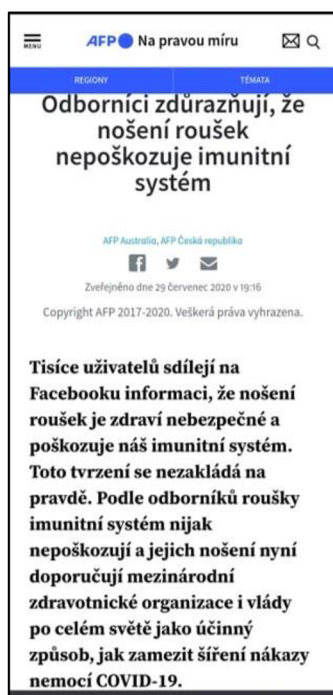 MENU AFP Na pravou míru
REGIONY TÉMATA
Odborníci zdůrazňují, že
nošení roušek
nepoškozuje imunitní
systém
AFP Australia, AFP Česká republika
Zveřejněno dne 29 červenec 2020 v 19:16
Copyright AFP 2017-2020. Veškerá práva vyhrazena.
Tisíce uživatelů sdílejí na
Facebooku informaci, že nošení
roušek je zdraví nebezpečné a
poškozuje náš imunitní systém.
Toto tvrzení se nezakládá na
pravdě. Podle odborníků roušky
imunitní systém nijak
nepoškozují a jejich nošení nyní
doporučují mezinárodní
zdravotnické organizace i vlády
po celém světě jako účinný
způsob, jak zamezit šíření nákazy
nemocí COVID-19.